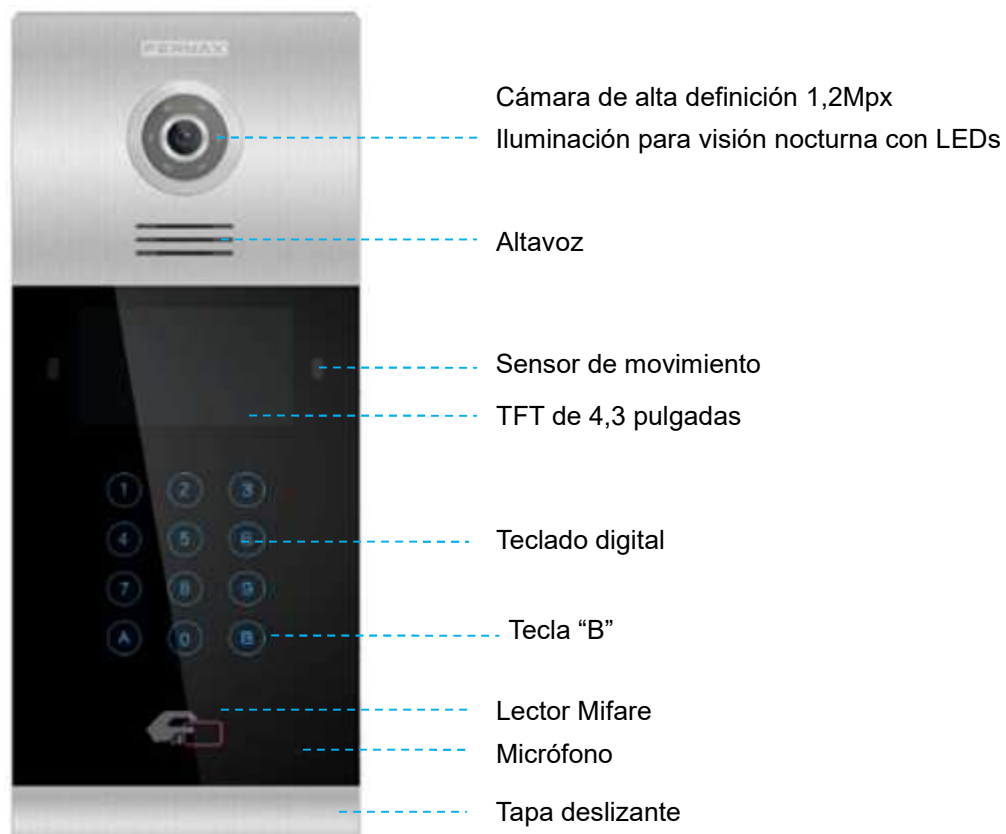 FERMAX
Cámara de alta definición 1,2Mpx
Iluminación para visión nocturna con LEDs
Altavoz
Sensor de movimiento
TFT de 4,3 pulgadas
1 2 3
4 5 6
Teclado digital
7 8 9
A 0 B
Tecla “B”
Lector Mifare
Micrófono
Tapa deslizante